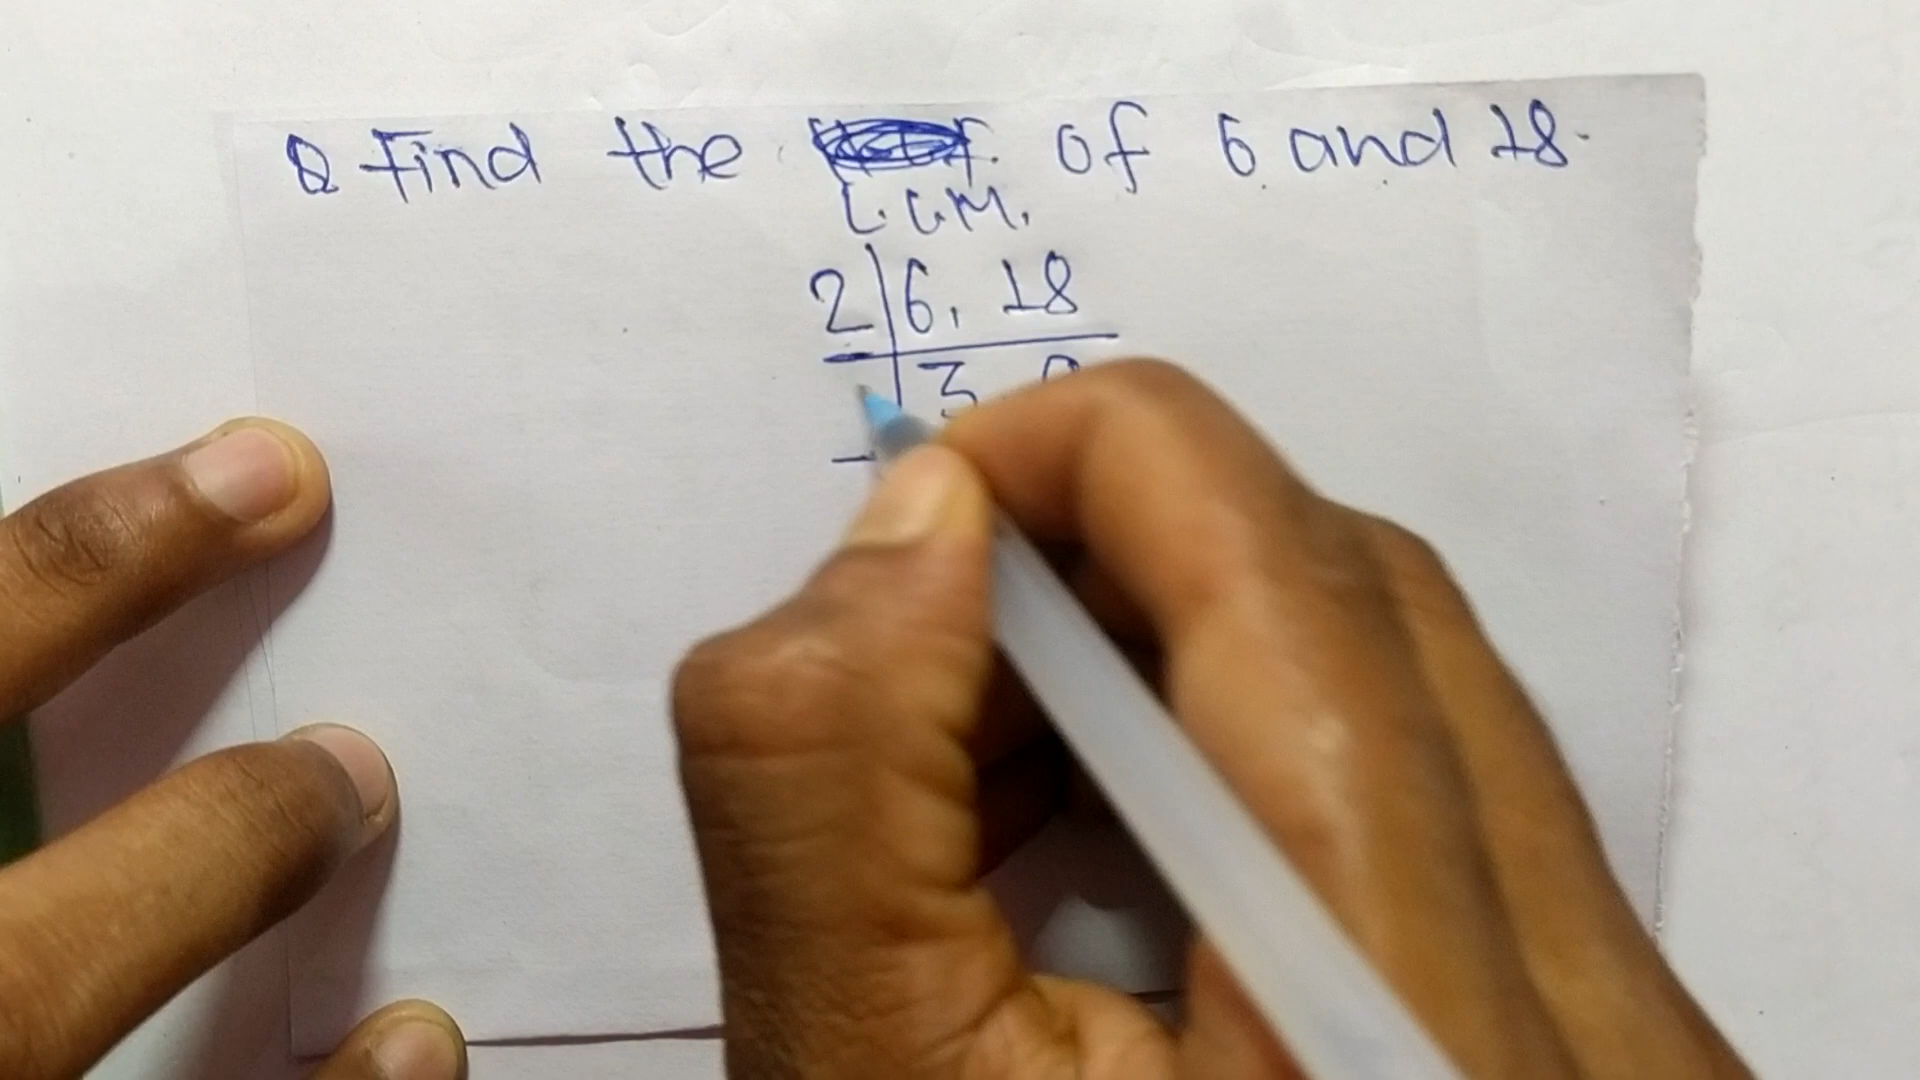 Q Find the of 6 and 18.
L.C.M.
2 6, 18
3